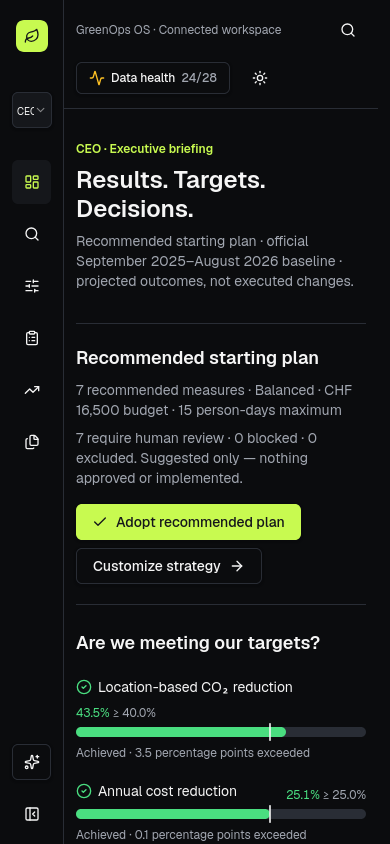 GreenOps OS · Connected workspace
Data health 24/28
CEO · Executive briefing
Results. Targets.
Decisions.
Recommended starting plan · official
September 2025–August 2026 baseline ·
projected outcomes, not executed changes.
Recommended starting plan
7 recommended measures · Balanced · CHF
16,500 budget · 15 person-days maximum
7 require human review · 0 blocked · 0
excluded. Suggested only — nothing
approved or implemented.
Adopt recommended plan
Customize strategy
Are we meeting our targets?
Location-based CO₂ reduction
43.5% ≥ 40.0%
Achieved · 3.5 percentage points exceeded
Annual cost reduction 25.1% ≥ 25.0%
Achieved · 0.1 percentage points exceeded